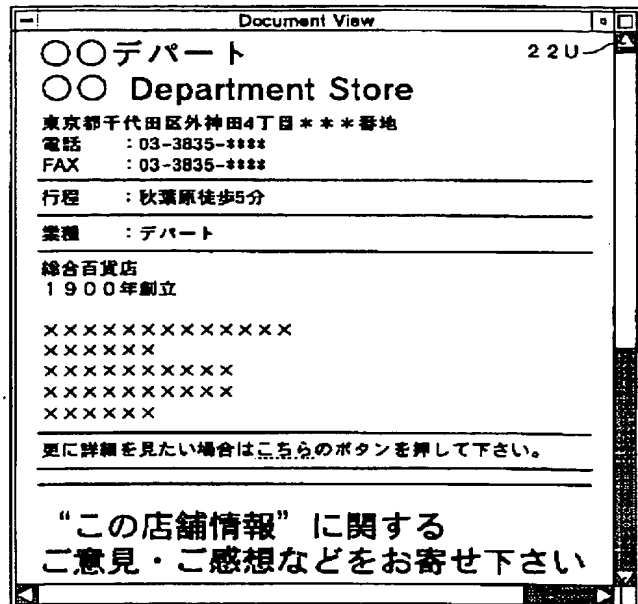 Document View
○○デパート
22U
○○ Department Store
東京都千代田区外神田4丁目＊＊＊番地
電話 ：03-3835-****
FAX ：03-3835-****
行程 ：秋葉原徒歩5分
業種 ：デパート
総合百貨店
１９００年創立
×××××××××××××
××××××
××××××××××
××××××××××
××××××
更に詳細を見たい場合はこちらのボタンを押して下さい。
“この店舗情報”に関する
ご意見・ご感想などをお寄せ下さい